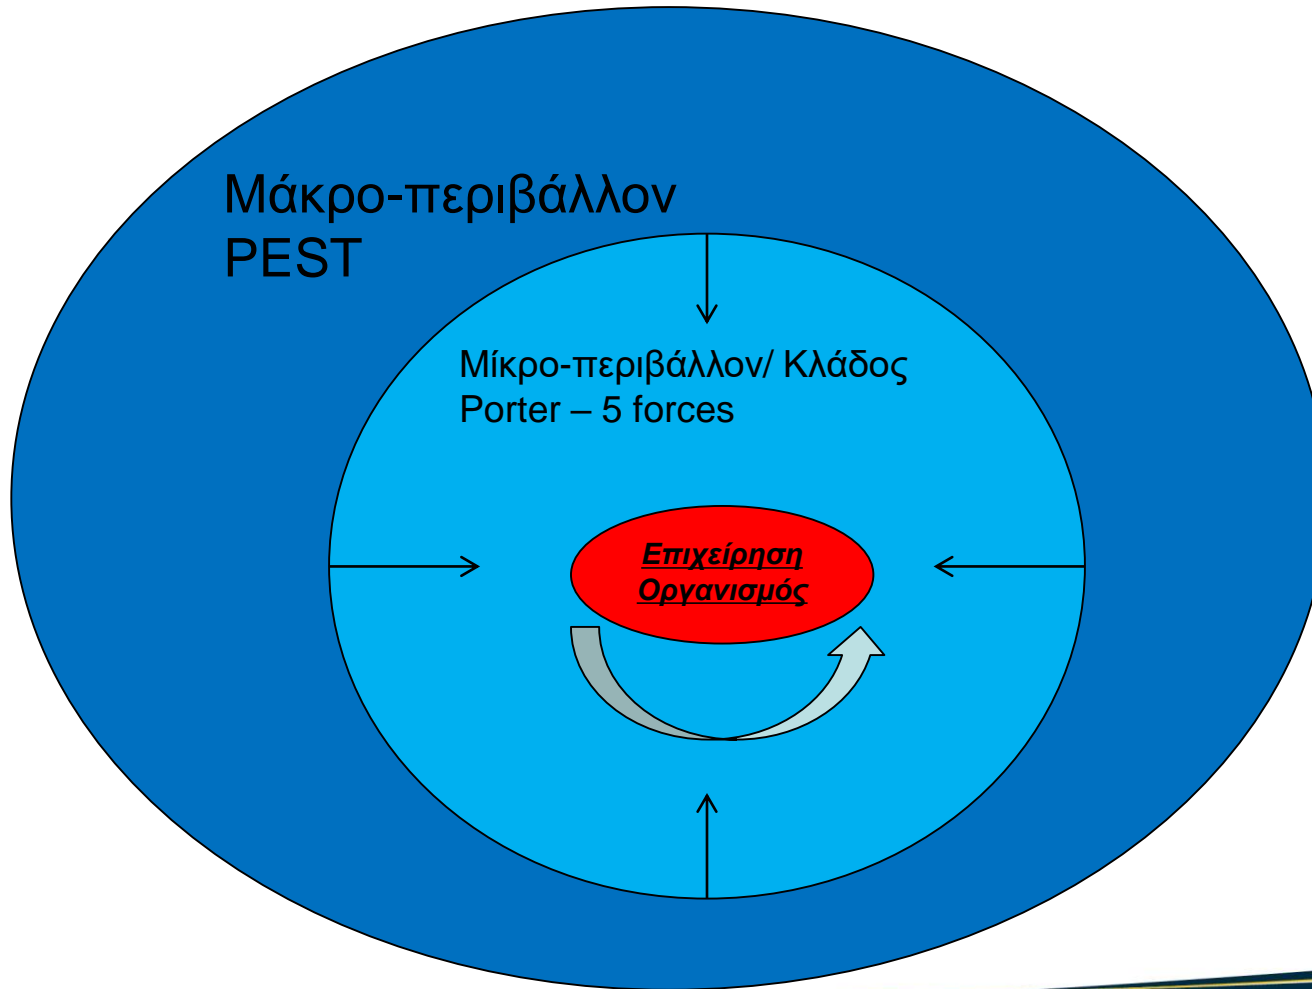 Μάκρο-περιβάλλον
PEST
Μίκρο-περιβάλλον/ Κλάδος
Porter – 5 forces
Επιχείρηση
Οργανισμός